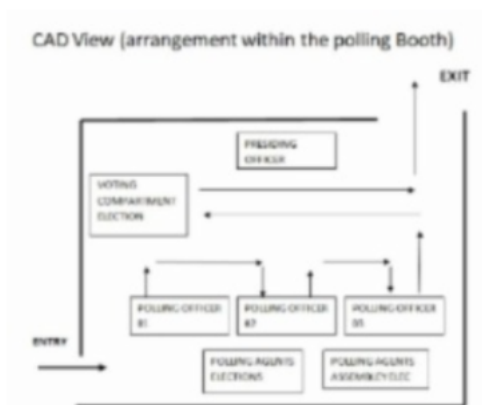 CAD View (arrangement within the polling Booth)
EXIT
PRESIDING
OFFICER
VOTING
COMPARTMENT
ELECTION
POLLING OFFICER
POLLING OFFICER
POLLING OFFICER
ENTRY
POLLING AGENTS
ELECTIONS
POLLING AGENTS
ASSEMBLY ELEC